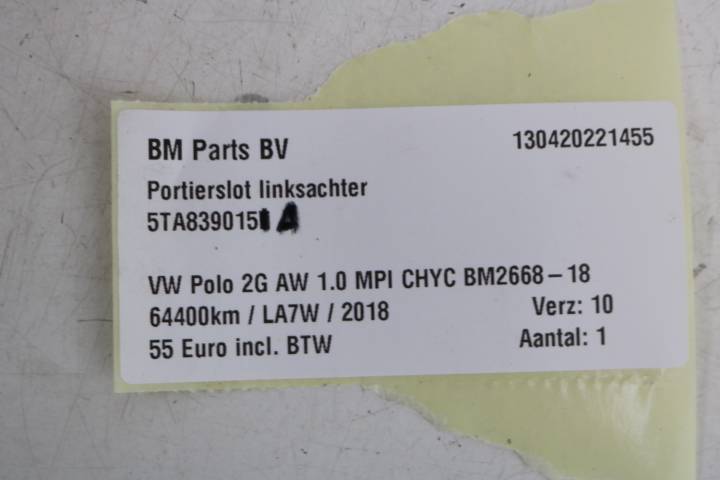 BM Parts BV
130420221455
Portierslot linksachter
5TA839015 A
VW Polo 2G AW 1.0 MPI CHYC BM2668-18
64400km / LA7W / 2018
Verz: 10
55 Euro incl. BTW
Aantal: 1